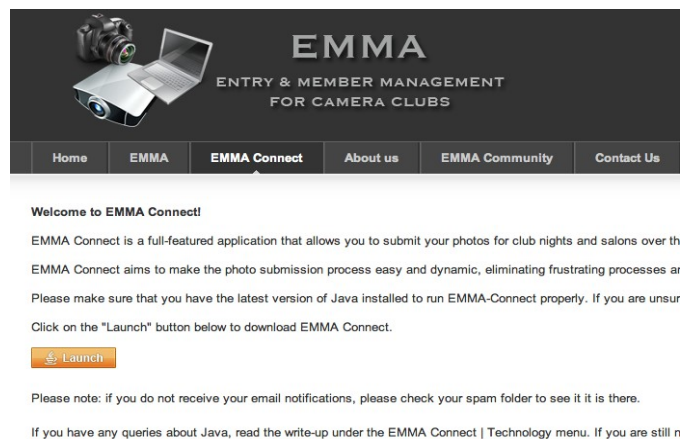 EMMA
ENTRY & MEMBER MANAGEMENT
FOR CAMERA CLUBS
Home EMMA EMMA Connect About us EMMA Community Contact Us
Welcome to EMMA Connect!
EMMA Connect is a full-featured application that allows you to submit your photos for club nights and salons over th
EMMA Connect aims to make the photo submission process easy and dynamic, eliminating frustrating processes ar
Please make sure that you have the latest version of Java installed to run EMMA-Connect properly. If you are unsur
Click on the "Launch" button below to download EMMA Connect.
Launch
Please note: if you do not receive your email notifications, please check your spam folder to see it it is there.
If you have any queries about Java, read the write-up under the EMMA Connect | Technology menu. If you are still n